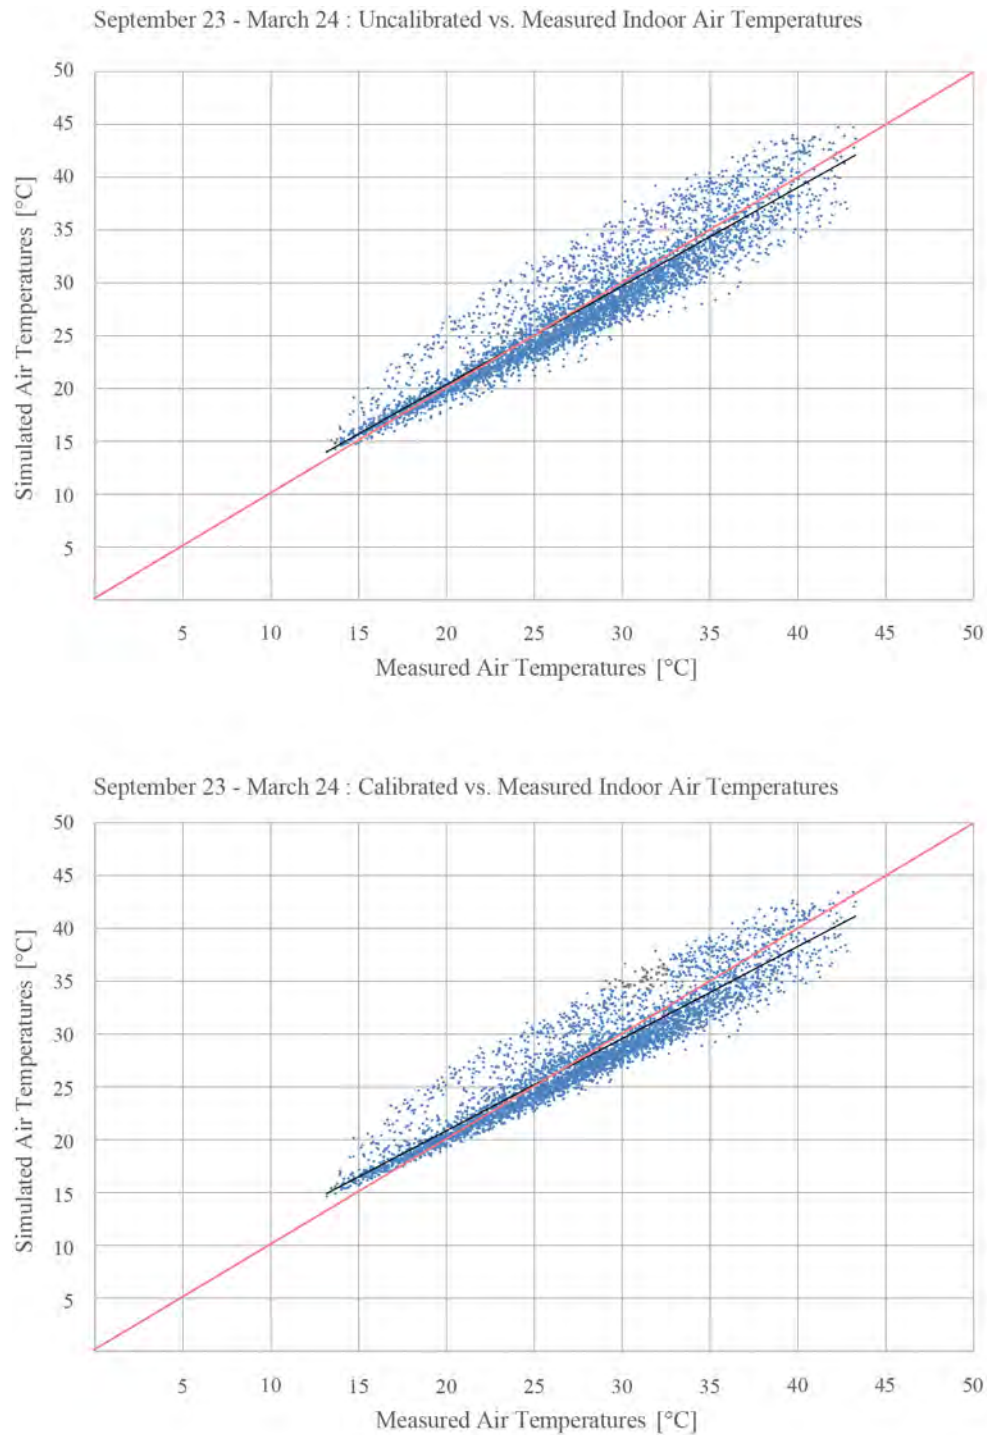 September 23 - March 24 : Uncalibrated vs. Measured Indoor Air Temperatures
50
45
40
35
30
25
20
15
10
5
Simulated Air Temperatures [°C]
5 10 15 20 25 30 35 40 45 50
Measured Air Temperatures [°C]
September 23 - March 24 : Calibrated vs. Measured Indoor Air Temperatures
50
45
40
35
30
25
20
15
10
5
Simulated Air Temperatures [°C]
5 10 15 20 25 30 35 40 45 50
Measured Air Temperatures [°C]